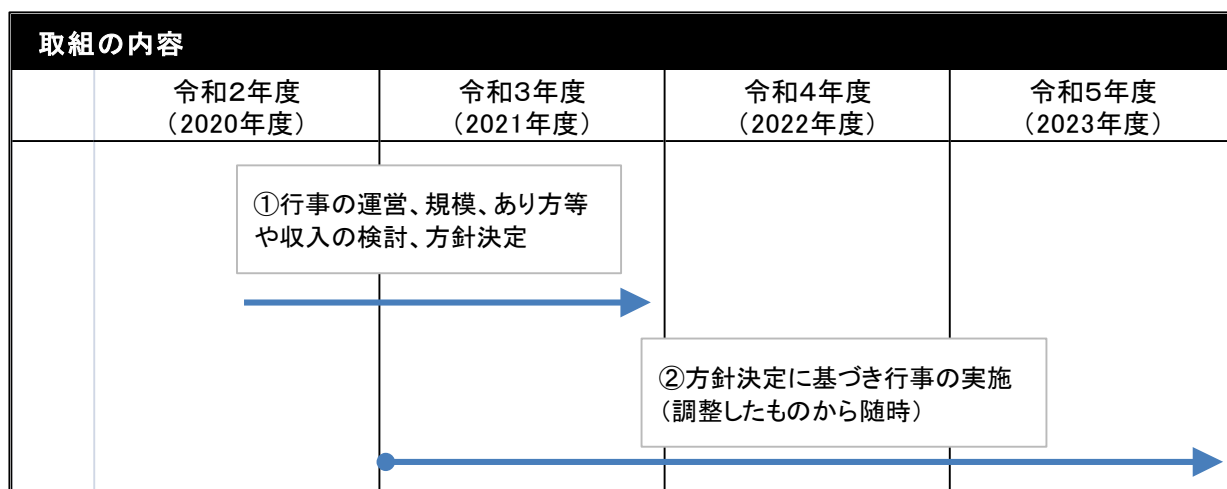 取組の内容
令和2年度
（2020年度）
令和3年度
（2021年度）
令和4年度
（2022年度）
令和5年度
（2023年度）
①行事の運営、規模、あり方等
や収入の検討、方針決定
②方針決定に基づき行事の実施
（調整したものから随時）